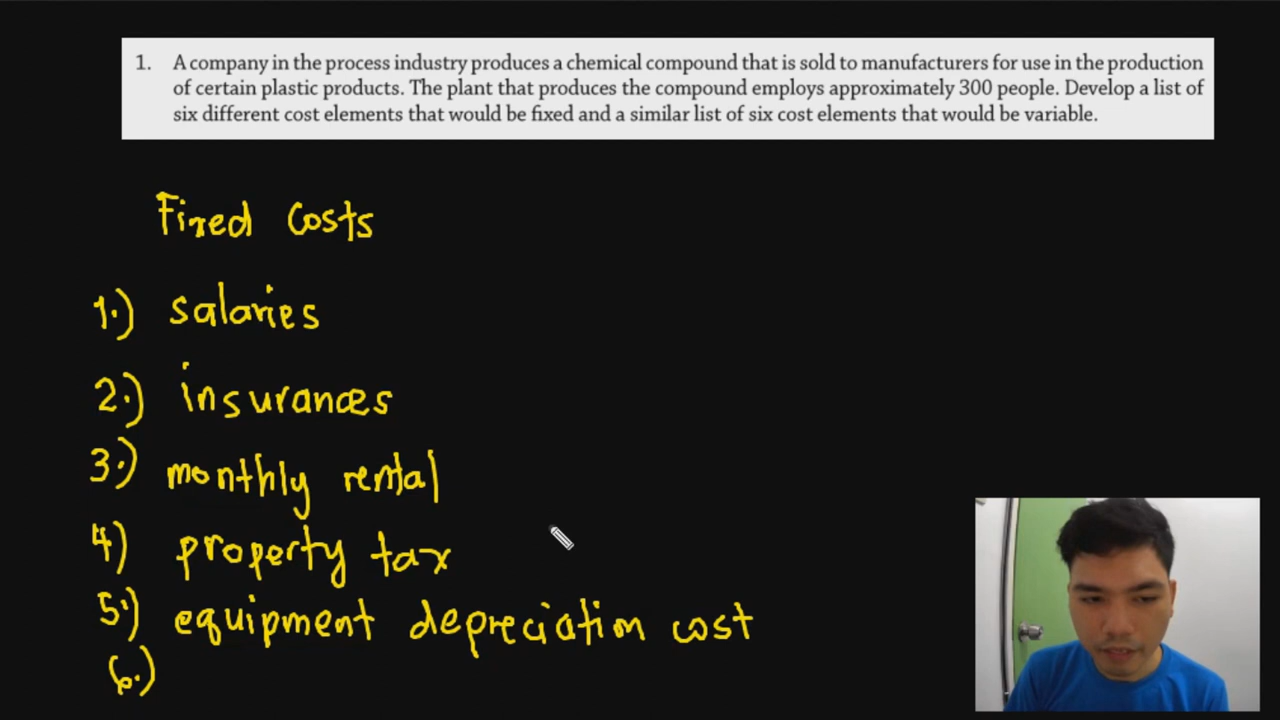 1. A company in the process industry produces a chemical compound that is sold to manufacturers for use in the production
of certain plastic products. The plant that produces the compound employs approximately 300 people. Develop a list of
six different cost elements that would be fixed and a similar list of six cost elements that would be variable.
Fixed Costs
1.) salaries
2.) insurances
3.) monthly rental
4) property tax
5.) equipment depreciation cost
6.)